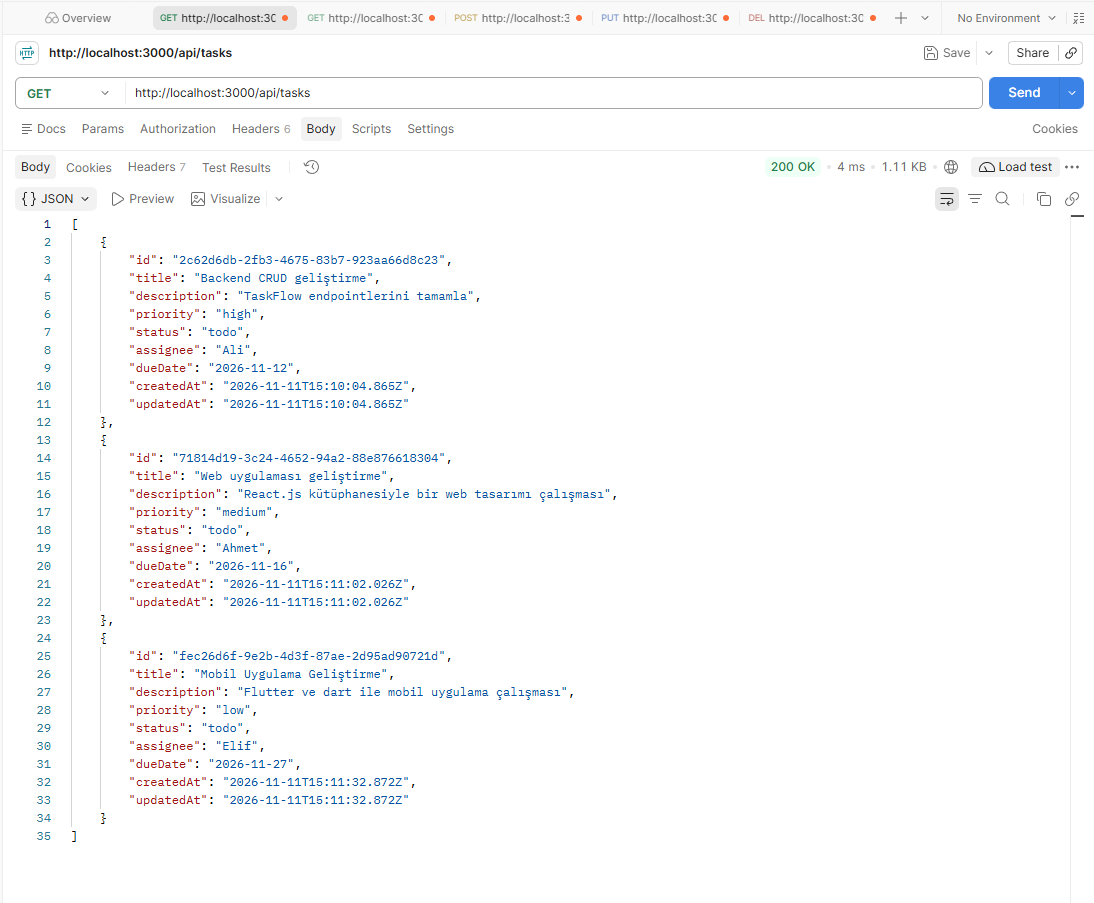 Overview GET http://localhost:3C GET http://localhost:3C POST http://localhost:3 PUT http://localhost:3C DEL http://localhost:3C No Environment
HTTP http://localhost:3000/api/tasks Save Share
GET http://localhost:3000/api/tasks Send
Docs Params Authorization Headers 6 Body Scripts Settings Cookies
Body Cookies Headers 7 Test Results 200 OK • 4 ms • 1.11 KB • Load test
{} JSON Preview Visualize
1 [
2 {
3 "id": "2c62d6db-2fb3-4675-83b7-923aa66d8c23",
4 "title": "Backend CRUD geliştirme",
5 "description": "TaskFlow endpointlerini tamamla",
6 "priority": "high",
7 "status": "todo",
8 "assignee": "Ali",
9 "dueDate": "2026-11-12",
10 "createdAt": "2026-11-11T15:10:04.865Z",
11 "updatedAt": "2026-11-11T15:10:04.865Z"
12 },
13 {
14 "id": "71814d19-3c24-4652-94a2-88e876618304",
15 "title": "Web uygulaması geliştirme",
16 "description": "React.js kütüphanesiyle bir web tasarımı çalışması",
17 "priority": "medium",
18 "status": "todo",
19 "assignee": "Ahmet",
20 "dueDate": "2026-11-16",
21 "createdAt": "2026-11-11T15:11:02.026Z",
22 "updatedAt": "2026-11-11T15:11:02.026Z"
23 },
24 {
25 "id": "fec26d6f-9e2b-4d3f-87ae-2d95ad90721d",
26 "title": "Mobil Uygulama Geliştirme",
27 "description": "Flutter ve dart ile mobil uygulama çalışması",
28 "priority": "low",
29 "status": "todo",
30 "assignee": "Elif",
31 "dueDate": "2026-11-27",
32 "createdAt": "2026-11-11T15:11:32.872Z",
33 "updatedAt": "2026-11-11T15:11:32.872Z"
34 }
35 ]